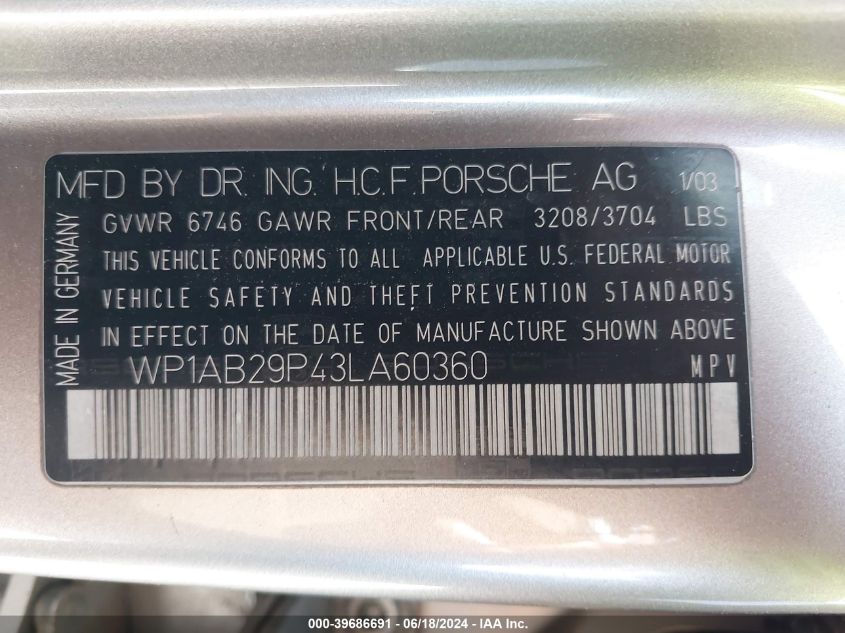 MFD BY DR. ING. H.C.F. PORSCHE AG 1/03
GVWR 6746 GAWR FRONT/REAR 3208/3704 LBS
THIS VEHICLE CONFORMS TO ALL APPLICABLE U.S. FEDERAL MOTOR
VEHICLE SAFETY AND THEFT PREVENTION STANDARDS
IN EFFECT ON THE DATE OF MANUFACTURE SHOWN ABOVE
WP1AB29P43LA60360 MPV
MADE IN GERMANY
OWNER - 39686691 - 06/18/2024 - IAA Inc.